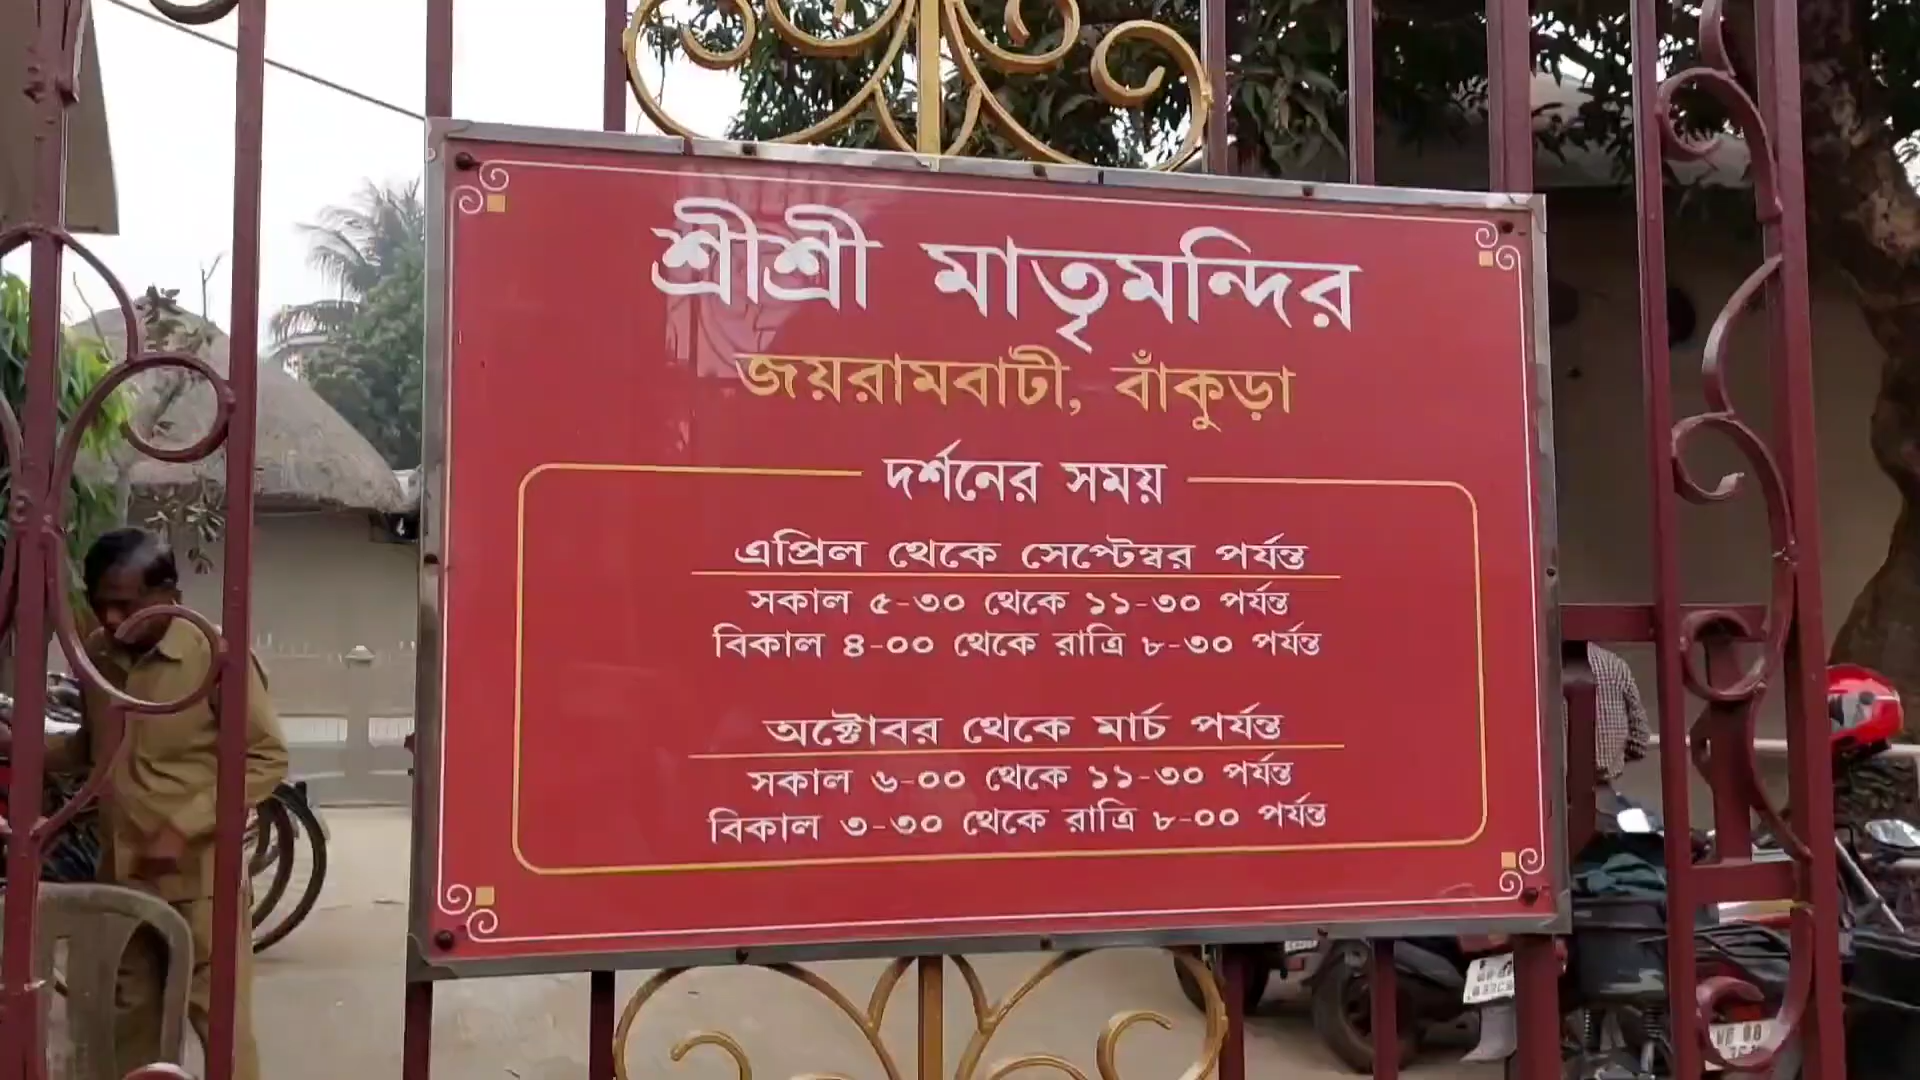 শ্রীশ্রী মাতৃমন্দির
জয়রামবাটী, বাঁকুড়া
দর্শনের সময়
এপ্রিল থেকে সেপ্টেম্বর পর্যন্ত
সকাল ৫-৩০ থেকে ১১-৩০ পর্যন্ত
বিকাল ৪-০০ থেকে রাত্রি ৮-৩০ পর্যন্ত
অক্টোবর থেকে মার্চ পর্যন্ত
সকাল ৬-০০ থেকে ১১-৩০ পর্যন্ত
বিকাল ৩-৩০ থেকে রাত্রি ৮-০০ পর্যন্ত